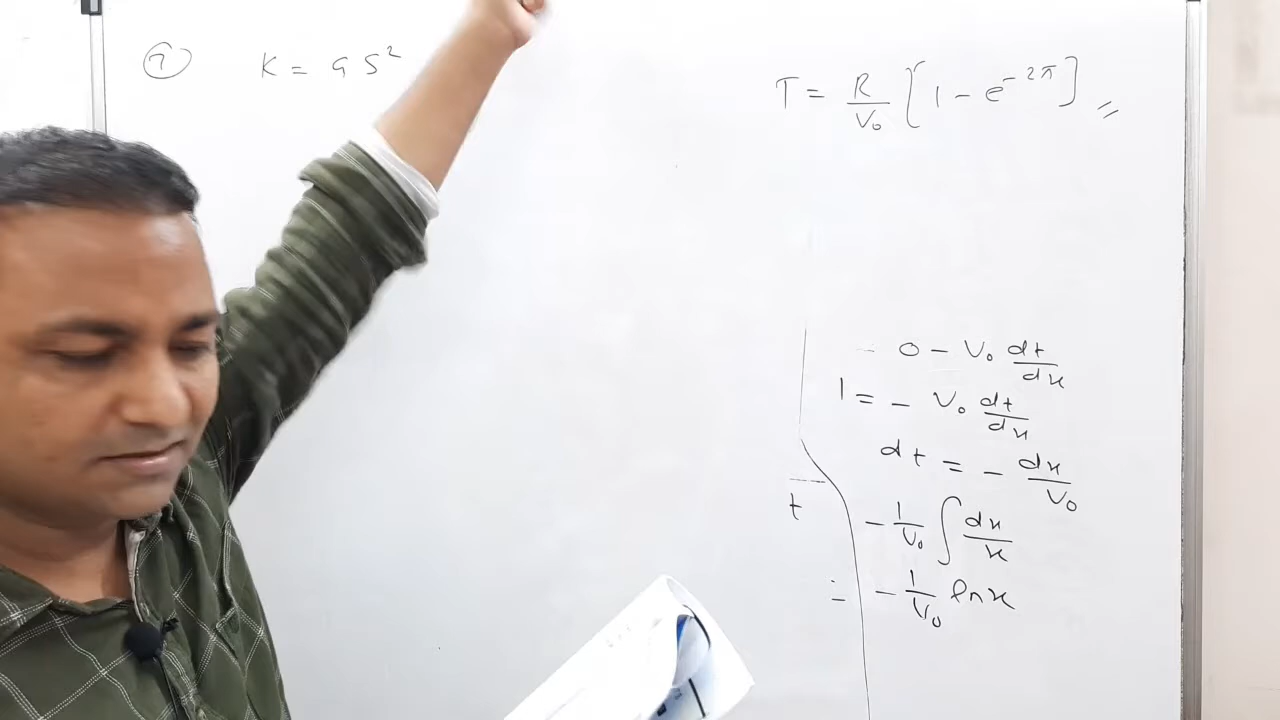 9 K = a S²
T = R/V₀ [1 - e^{-2π}] //
= 0 - V₀ dt/dx
1 = - V₀ dt/dx
dt = - dx/V₀
t
- 1/V₀ ∫ dx/x
= - 1/V₀ ln x